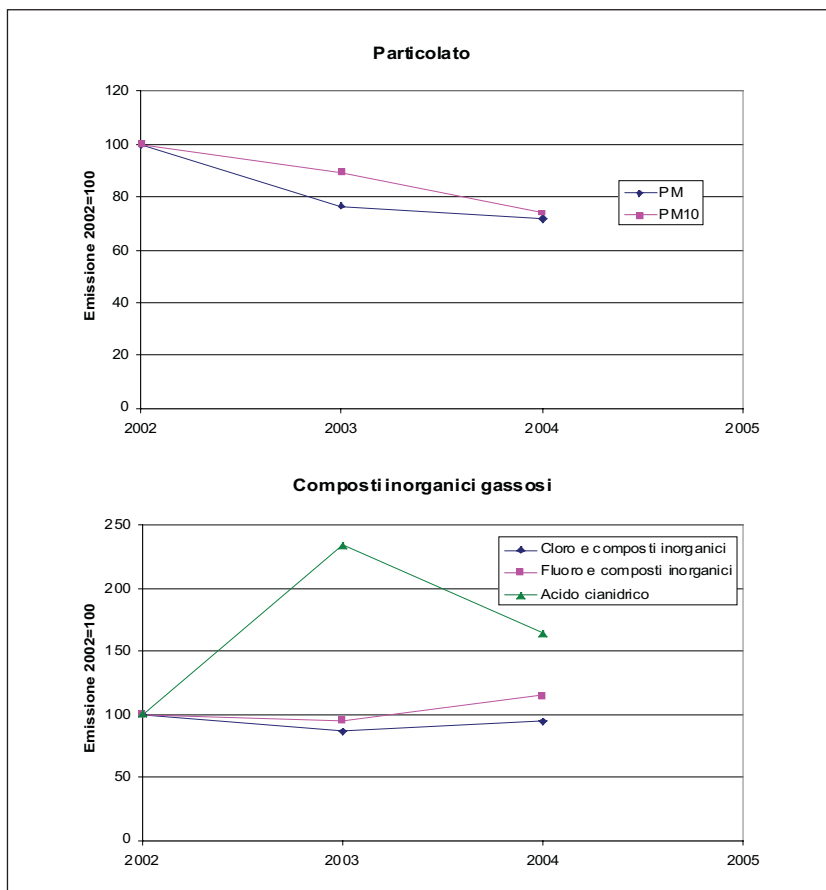 Particolato
Emissione 2002=100
120
100
80
60
40
20
0
2002 2003 2004 2005
PM
PM10
Composti inorganici gassosi
Emissione 2002=100
250
200
150
100
50
0
2002 2003 2004 2005
Cloro e composti inorganici
Fluoro e composti inorganici
Acido cianidrico